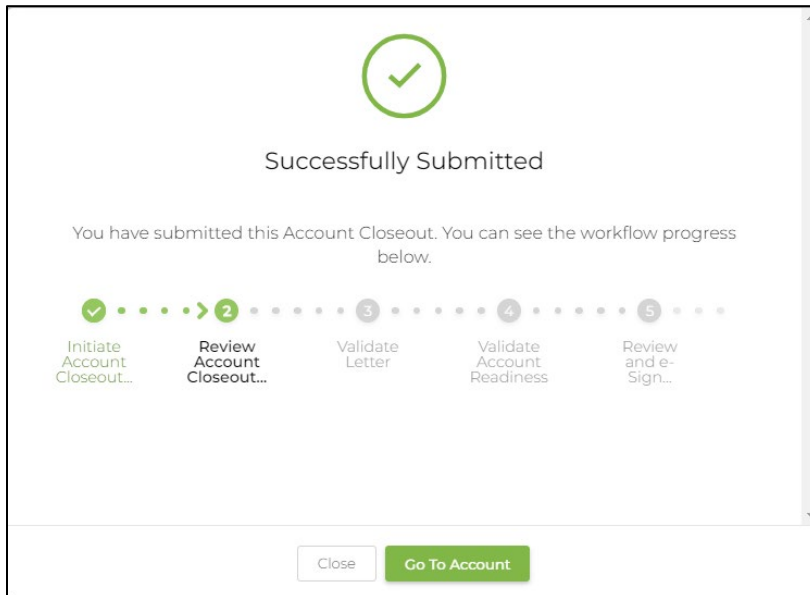 Successfully Submitted
You have submitted this Account Closeout. You can see the workflow progress
below.
2 3 4 5
Initiate
Account
Closeout...
Review
Account
Closeout...
Validate
Letter
Validate
Account
Readiness
Review
and e-
Sign...
Close Go To Account